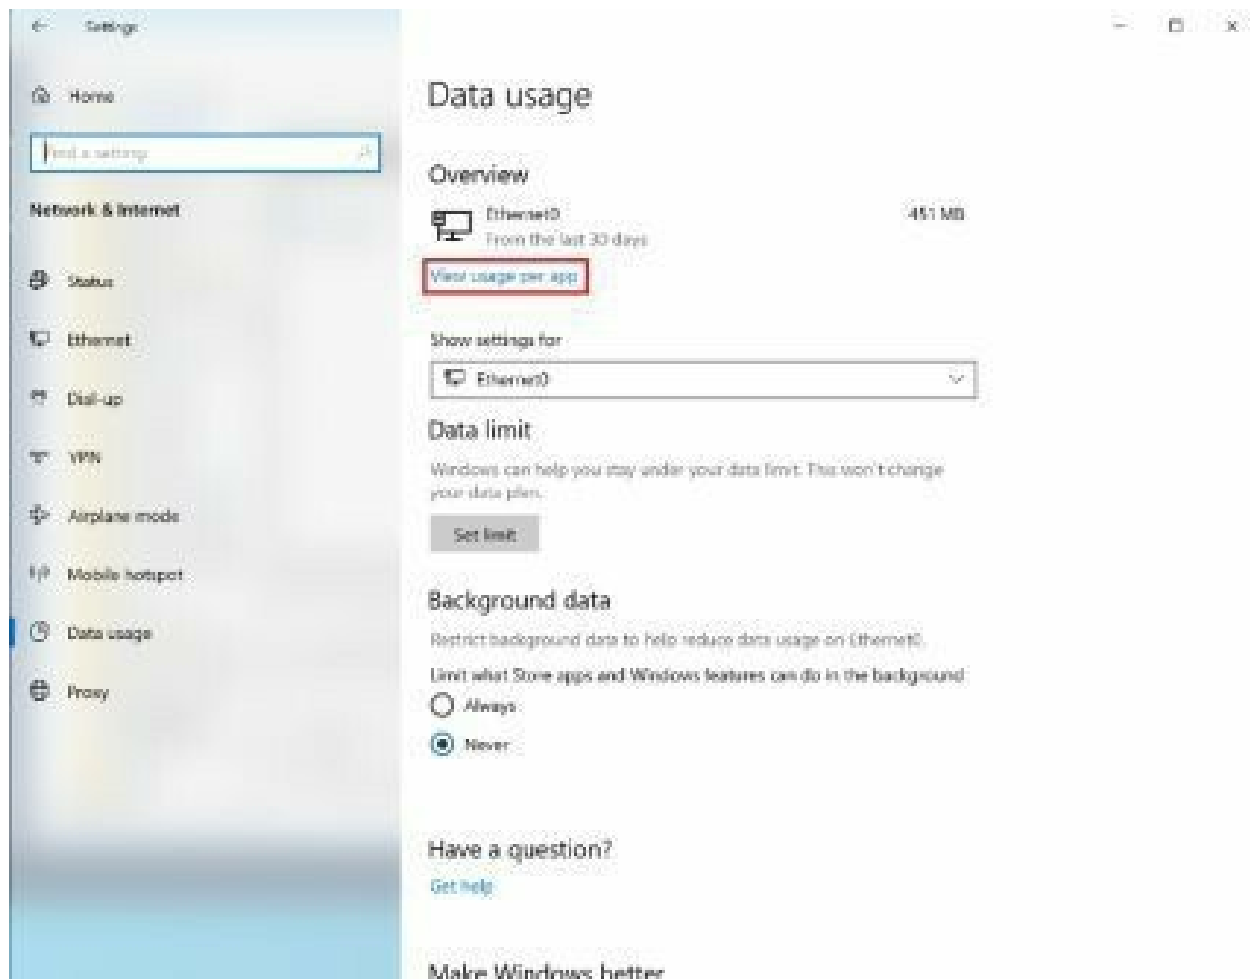 Settings
Home
Find a setting
Network & Internet
Status
Ethernet
Dial-up
VPN
Airplane mode
Mobile hotspot
Data usage
Proxy
Data usage
Overview
Ethernet0 451 MB
From the last 30 days
View usage per app
Show settings for
Ethernet0
Data limit
Windows can help you stay under your data limit. This won't change
your data plan.
Set limit
Background data
Restrict background data to help reduce data usage on Ethernet0.
Limit what Store apps and Windows features can do in the background
Always
Never
Have a question?
Get help
Make Windows better